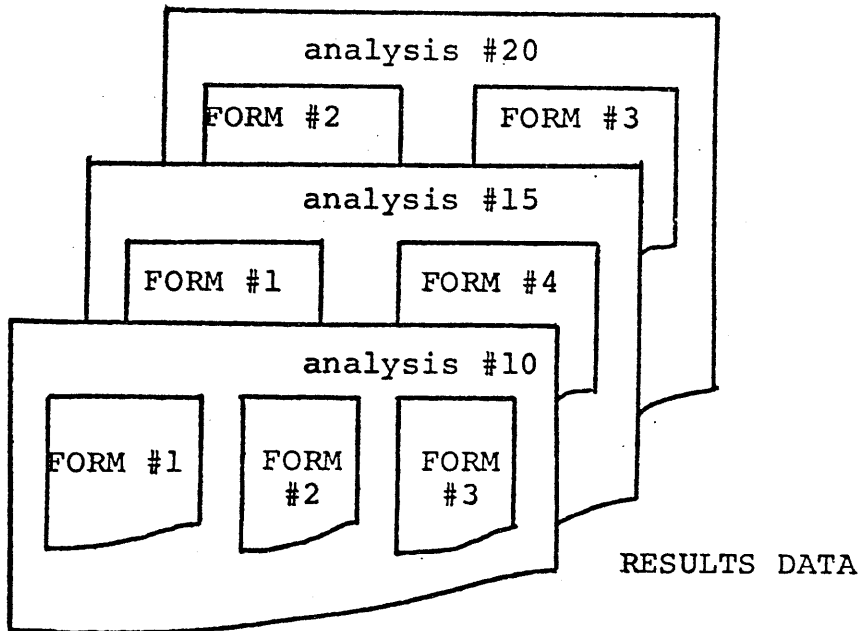 analysis #20
FORM #2
FORM #3
analysis #15
FORM #1
FORM #4
analysis #10
FORM #1
FORM
#2
FORM
#3
RESULTS DATA